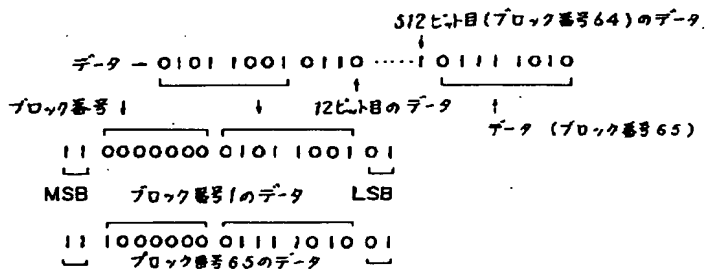 512ビット目(ブロック番号64)のデータ
データ → 0101 1001 0110 ····· 1 0111 1010
ブロック番号 12ビット目のデータ
データ (ブロック番号65)
11 0000000 0101 1001 01
MSB ブロック番号1のデータ LSB
11 1000000 0111 1010 01
ブロック番号65のデータ